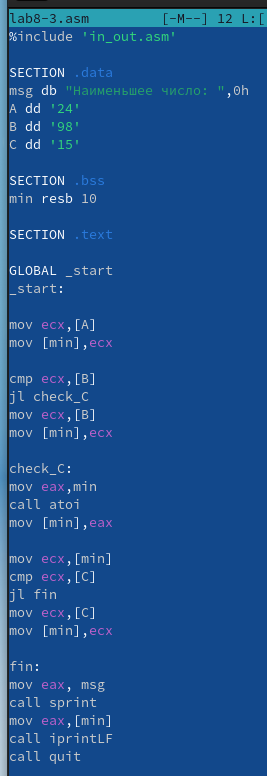 lab8-3.asm [-M--] 12 L:[
%include 'in_out.asm'
SECTION .data
msg db "Наименьшее число: ",0h
A dd '24'
B dd '98'
C dd '15'
SECTION .bss
min resb 10
SECTION .text
GLOBAL _start
_start:
mov ecx,[A]
mov [min],ecx
cmp ecx,[B]
jl check_C
mov ecx,[B]
mov [min],ecx
check_C:
mov eax,min
call atoi
mov [min],eax
mov ecx,[min]
cmp ecx,[C]
jl fin
mov ecx,[C]
mov [min],ecx
fin:
mov eax, msg
call sprint
mov eax,[min]
call iprintLF
call quit